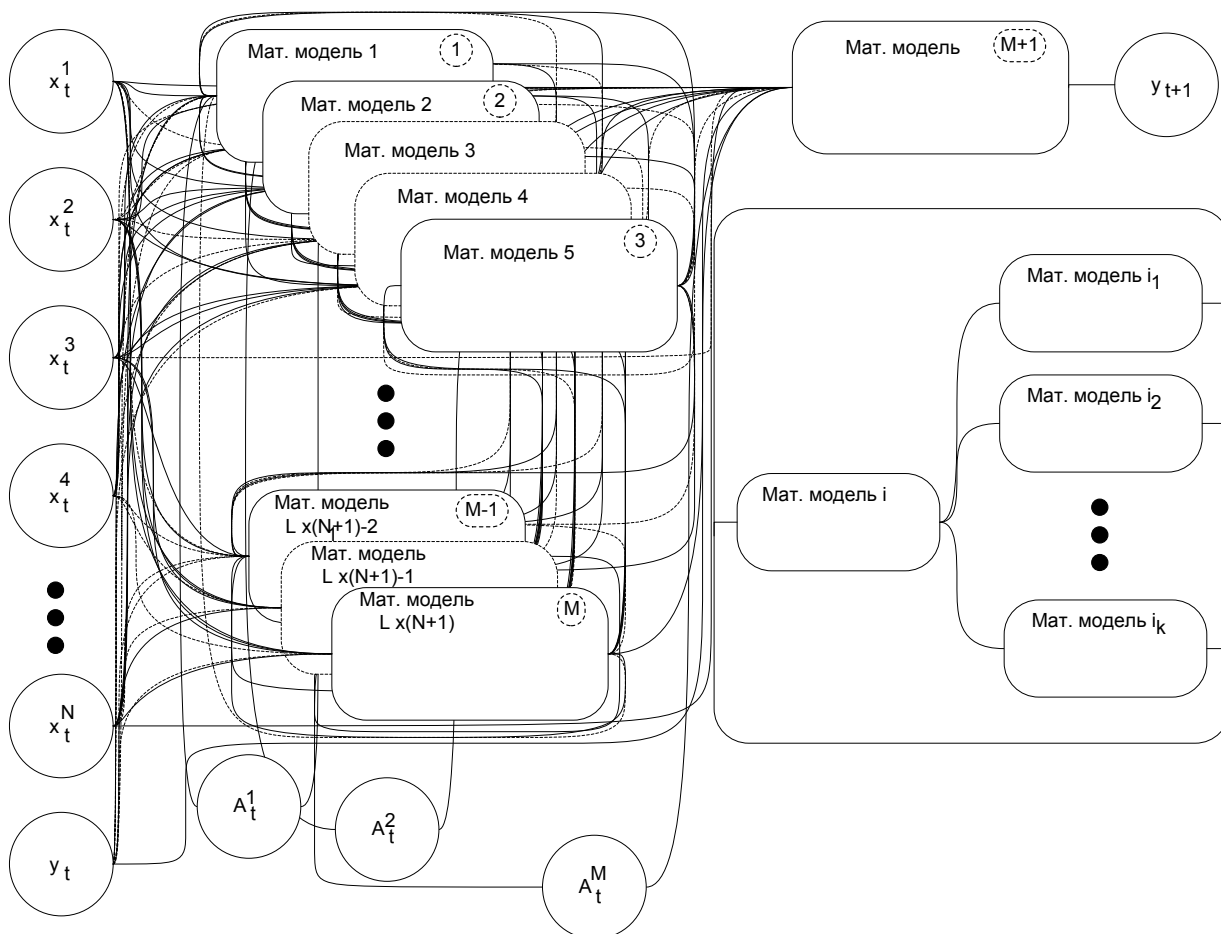 x_t^1
x_t^2
x_t^3
x_t^4
x_t^N
y_t
Мат. модель 1
1
Мат. модель 2
2
Мат. модель 3
Мат. модель 4
Мат. модель 5
3
Мат. модель
L x(N+1)-2
M-1
Мат. модель
L x(N+1)-1
Мат. модель
L x(N+1)
M
A_t^1
A_t^2
A_t^M
Мат. модель
M+1
y_{t+1}
Мат. модель i
Мат. модель i_1
Мат. модель i_2
Мат. модель i_k